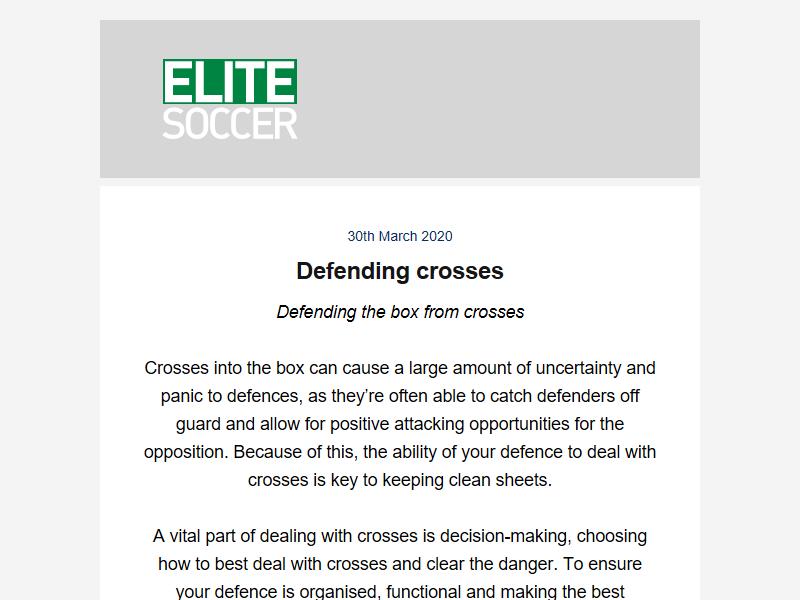 ELITE
SOCCER
30th March 2020
Defending crosses
Defending the box from crosses
Crosses into the box can cause a large amount of uncertainty and
panic to defences, as they’re often able to catch defenders off
guard and allow for positive attacking opportunities for the
opposition. Because of this, the ability of your defence to deal with
crosses is key to keeping clean sheets.
A vital part of dealing with crosses is decision-making, choosing
how to best deal with crosses and clear the danger. To ensure
your defence is organised, functional and making the best